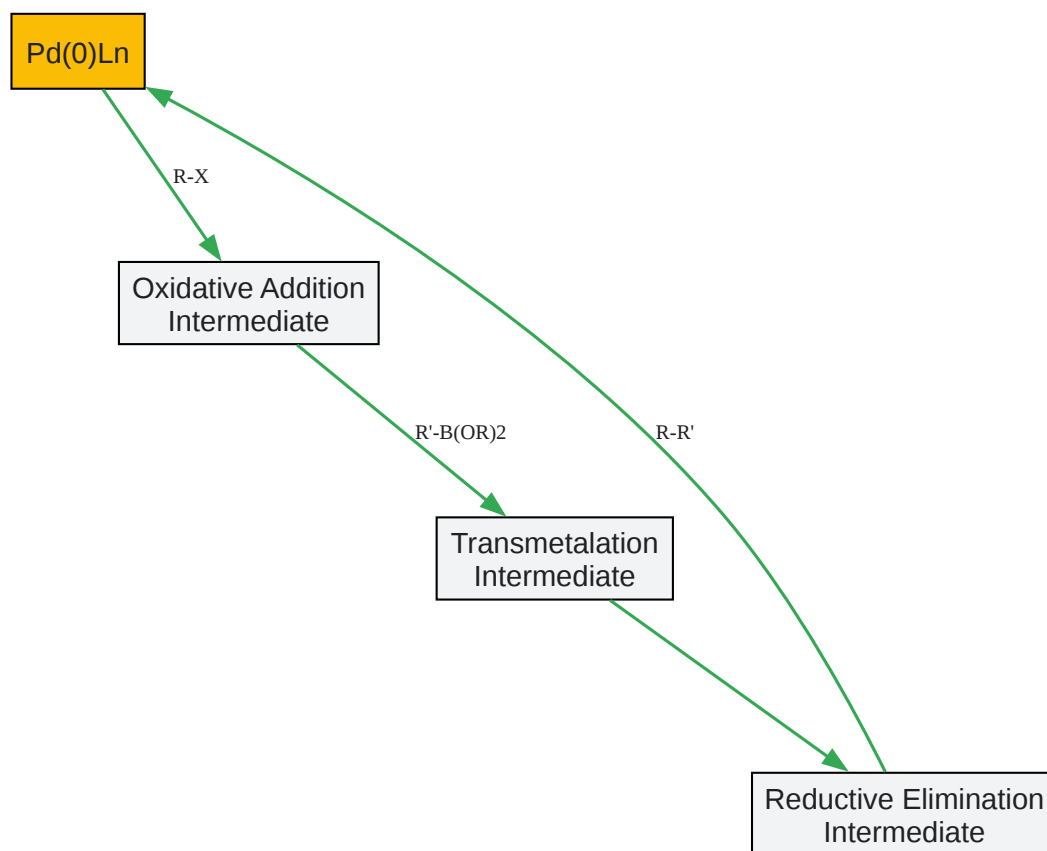 Pd(0)Ln
R-X
Oxidative Addition
Intermediate
R'-B(OR)2
R-R'
Transmetalation
Intermediate
Reductive Elimination
Intermediate